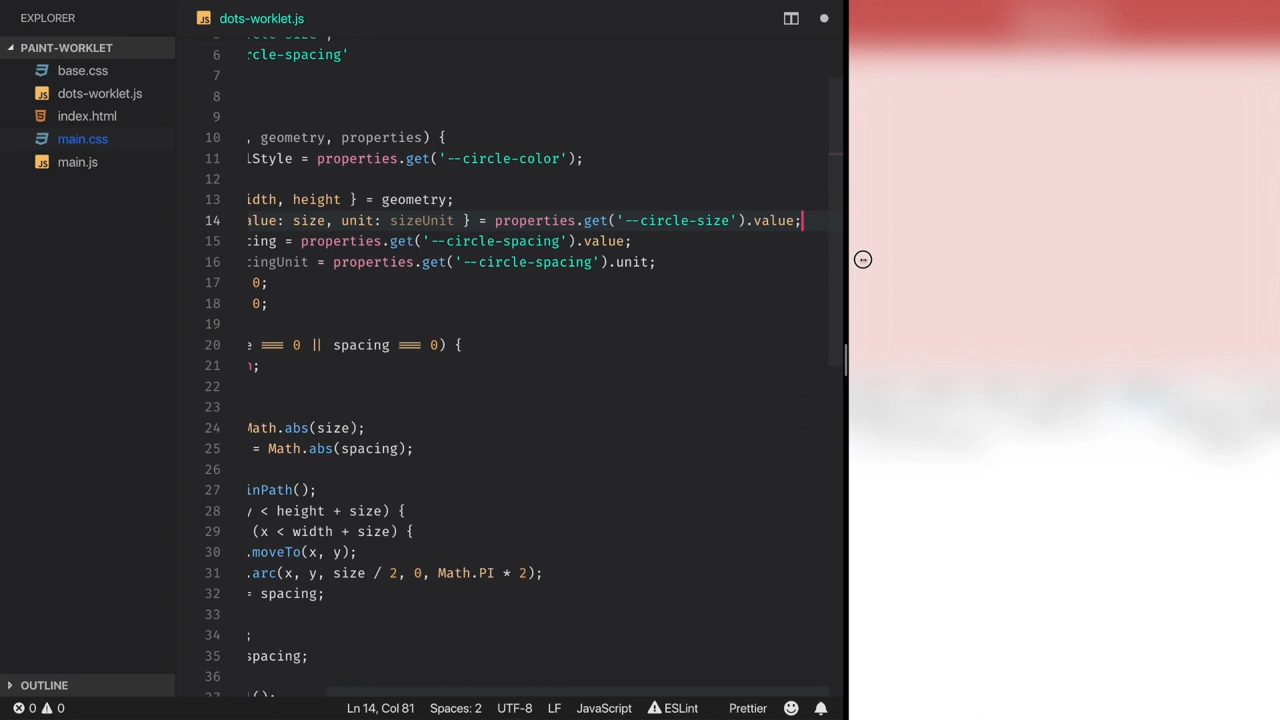 EXPLORER
dots-worklet.js
PAINT-WORKLET
base.css
dots-worklet.js
index.html
main.css
main.js
6 rcle-spacing'
7
8
9
10 , geometry, properties) {
11 lStyle = properties.get('--circle-color');
12
13 idth, height } = geometry;
14 alue: size, unit: sizeUnit } = properties.get('--circle-size').value;
15 cing = properties.get('--circle-spacing').value;
16 cingUnit = properties.get('--circle-spacing').unit;
17 0;
18 0;
19
20 e === 0 || spacing === 0) {
21 n;
22
23
24 Math.abs(size);
25 = Math.abs(spacing);
26
27 inPath();
28 y < height + size) {
29 (x < width + size) {
30 .moveTo(x, y);
31 .arc(x, y, size / 2, 0, Math.PI * 2);
32 = spacing;
33
34 ;
35 spacing;
36
37 ();
OUTLINE
0 0 Ln 14, Col 81 Spaces: 2 UTF-8 LF JavaScript ESLint Prettier